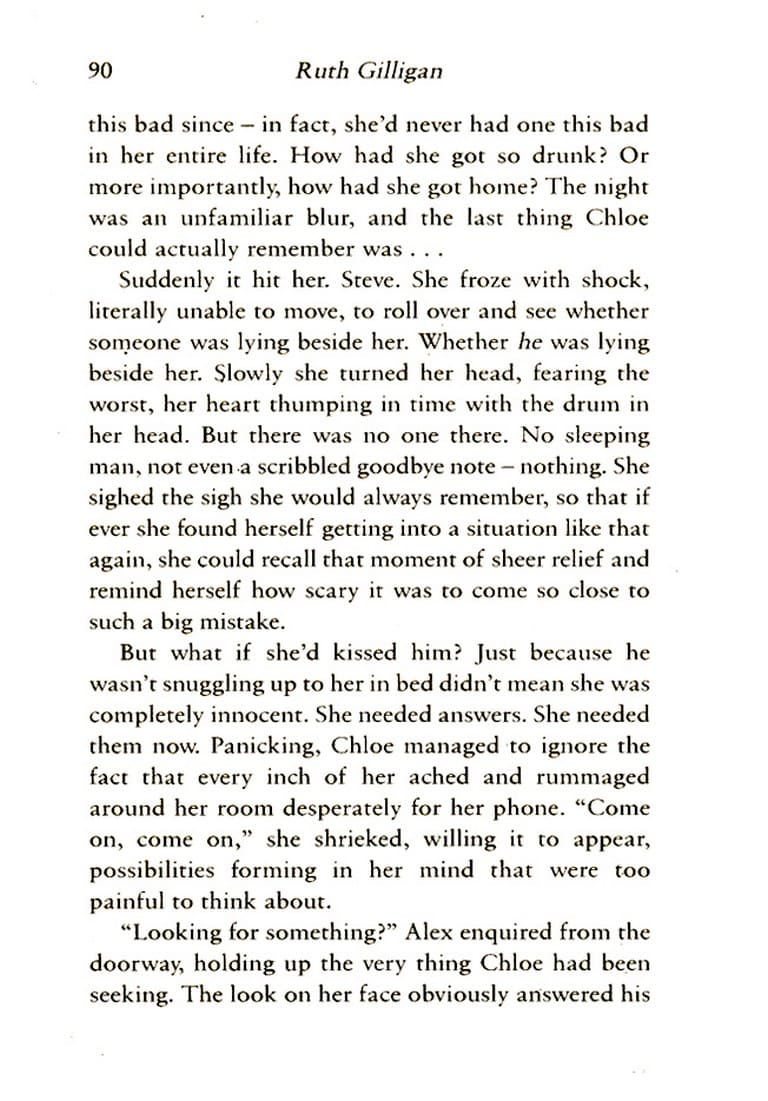 90
Ruth Gilligan
this bad since – in fact, she'd never had one this bad
in her entire life. How had she got so drunk? Or
more importantly, how had she got home? The night
was an unfamiliar blur, and the last thing Chloe
could actually remember was . . .
Suddenly it hit her. Steve. She froze with shock,
literally unable to move, to roll over and see whether
someone was lying beside her. Whether he was lying
beside her. Slowly she turned her head, fearing the
worst, her heart thumping in time with the drum in
her head. But there was no one there. No sleeping
man, not even a scribbled goodbye note – nothing. She
sighed the sigh she would always remember, so that if
ever she found herself getting into a situation like that
again, she could recall that moment of sheer relief and
remind herself how scary it was to come so close to
such a big mistake.
But what if she'd kissed him? Just because he
wasn't snuggling up to her in bed didn't mean she was
completely innocent. She needed answers. She needed
them now. Panicking, Chloe managed to ignore the
fact that every inch of her ached and rummaged
around her room desperately for her phone. "Come
on, come on," she shrieked, willing it to appear,
possibilities forming in her mind that were too
painful to think about.
"Looking for something?" Alex enquired from the
doorway, holding up the very thing Chloe had been
seeking. The look on her face obviously answered his